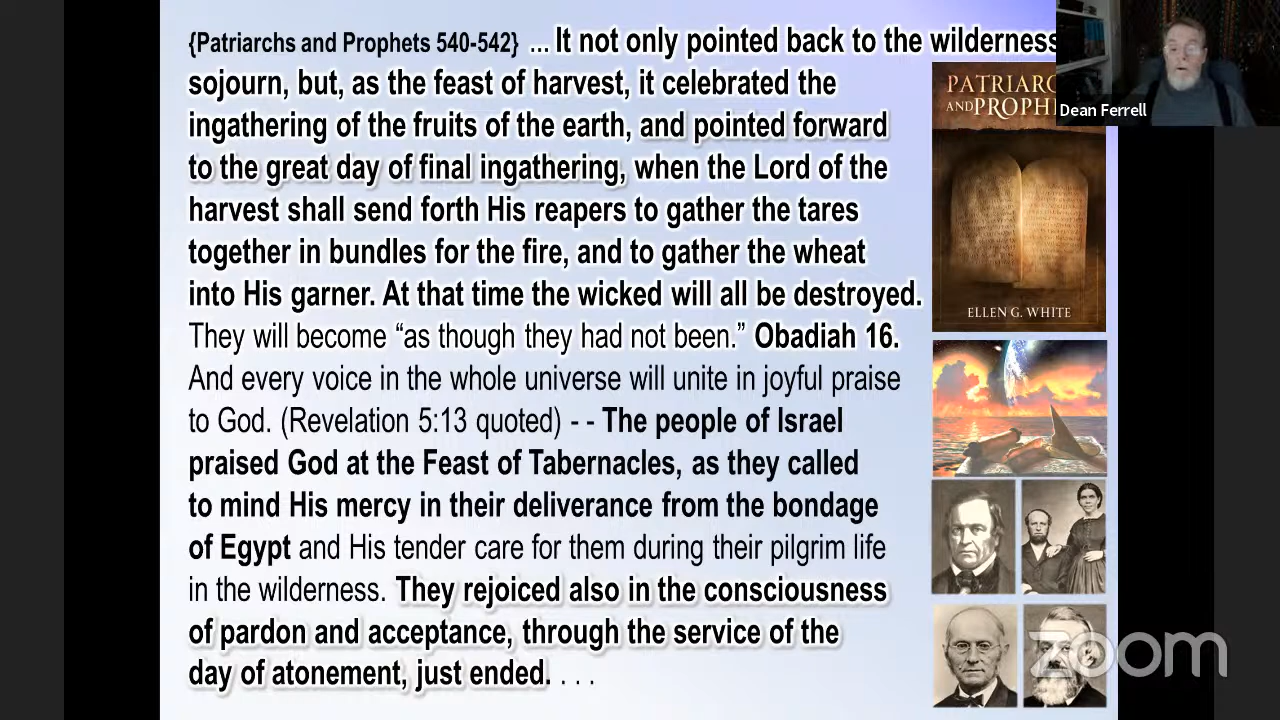 {Patriarchs and Prophets 540-542} ... It not only pointed back to the wilderness
sojourn, but, as the feast of harvest, it celebrated the
ingathering of the fruits of the earth, and pointed forward
to the great day of final ingathering, when the Lord of the
harvest shall send forth His reapers to gather the tares
together in bundles for the fire, and to gather the wheat
into His garner. At that time the wicked will all be destroyed.
They will become “as though they had not been.” Obadiah 16.
And every voice in the whole universe will unite in joyful praise
to God. (Revelation 5:13 quoted) - - The people of Israel
praised God at the Feast of Tabernacles, as they called
to mind His mercy in their deliverance from the bondage
of Egypt and His tender care for them during their pilgrim life
in the wilderness. They rejoiced also in the consciousness
of pardon and acceptance, through the service of the
day of atonement, just ended. . . .
PATRIARC
AND PROPHE
ELLEN G. WHITE
Dean Ferrell
zoom